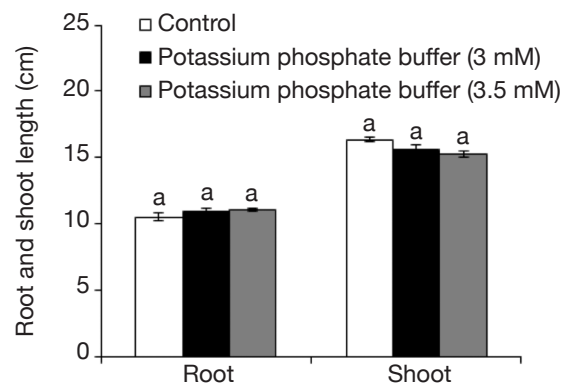 25
Control
Potassium phosphate buffer (3 mM)
20
Potassium phosphate buffer (3.5 mM)
a
a
a
15
a
a
a
10
5
0
Root and shoot length (cm)
Root
Shoot